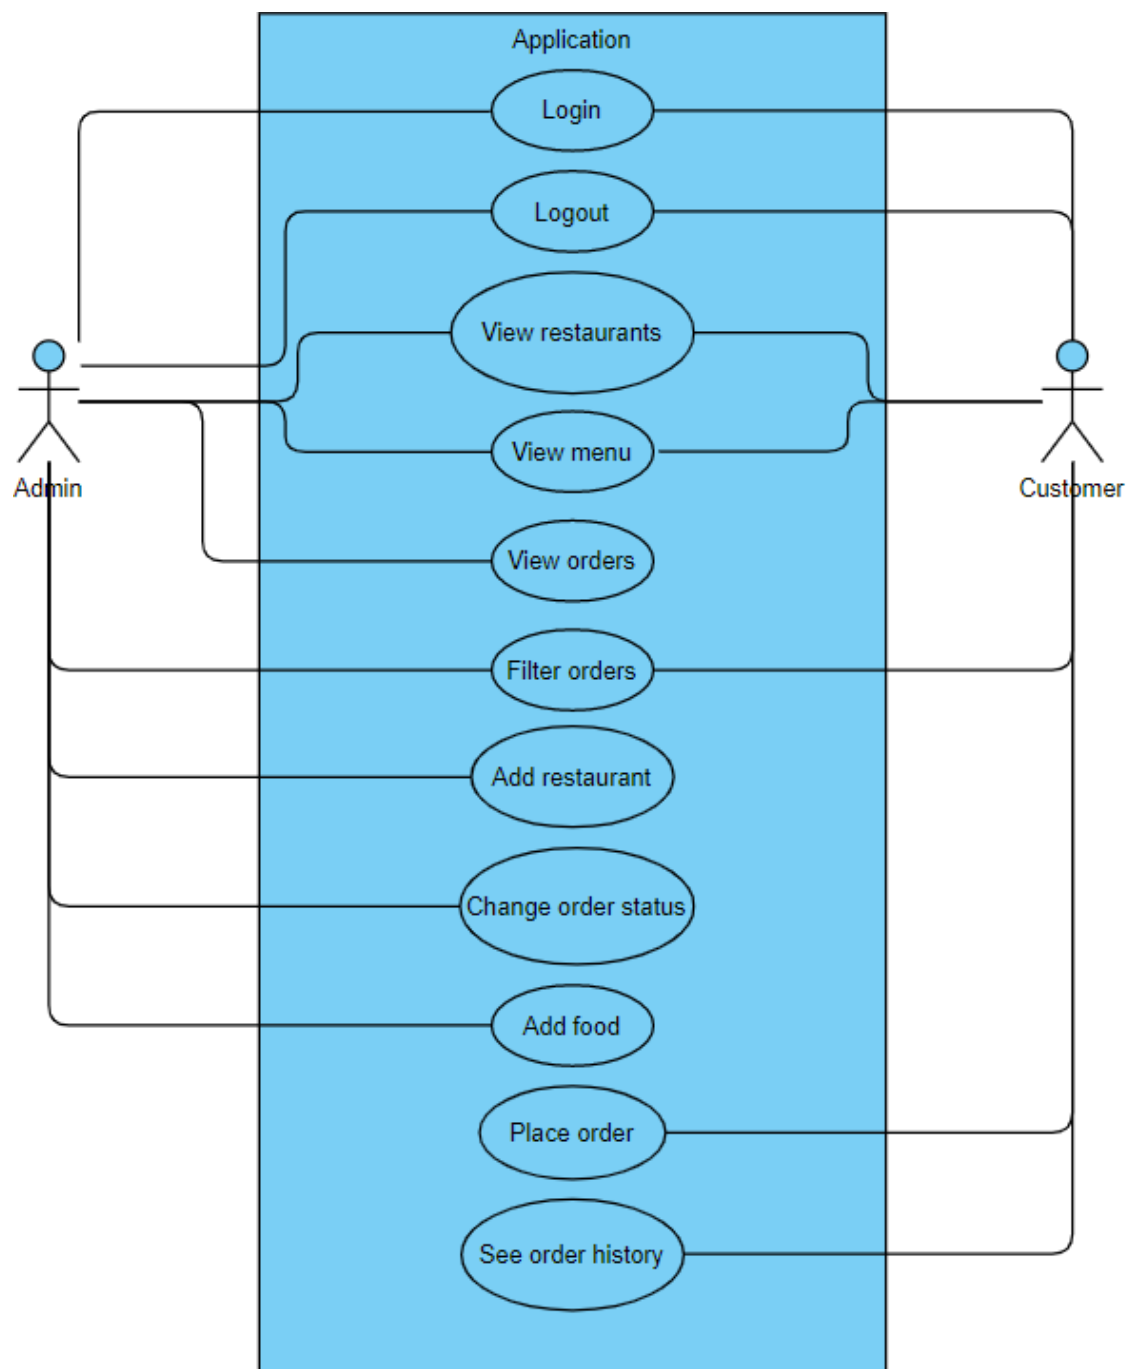 Application
Login
Logout
View restaurants
View menu
Admin
Customer
View orders
Filter orders
Add restaurant
Change order status
Add food
Place order
See order history